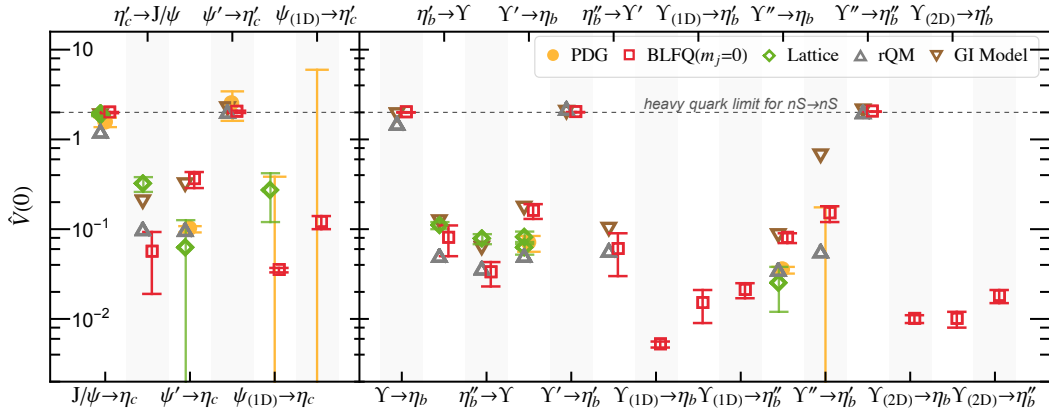 η′c→J/ψ ψ′→η′c ψ(1D)→η′c η′b→Υ Υ′→ηb η″b→Υ′ Υ(1D)→η′b Υ″→ηb Υ″→η″b Υ(2D)→η′b
PDG BLFQ(mj=0) Lattice rQM GI Model
heavy quark limit for nS→nS
10
1
10⁻¹
10⁻²
V̂(0)
J/ψ→ηc ψ′→ηc ψ(1D)→ηc Υ→ηb η″b→Υ Υ′→η′b Υ(1D)→ηb Υ(1D)→η″b Υ″→η′b Υ(2D)→ηb Υ(2D)→η″b